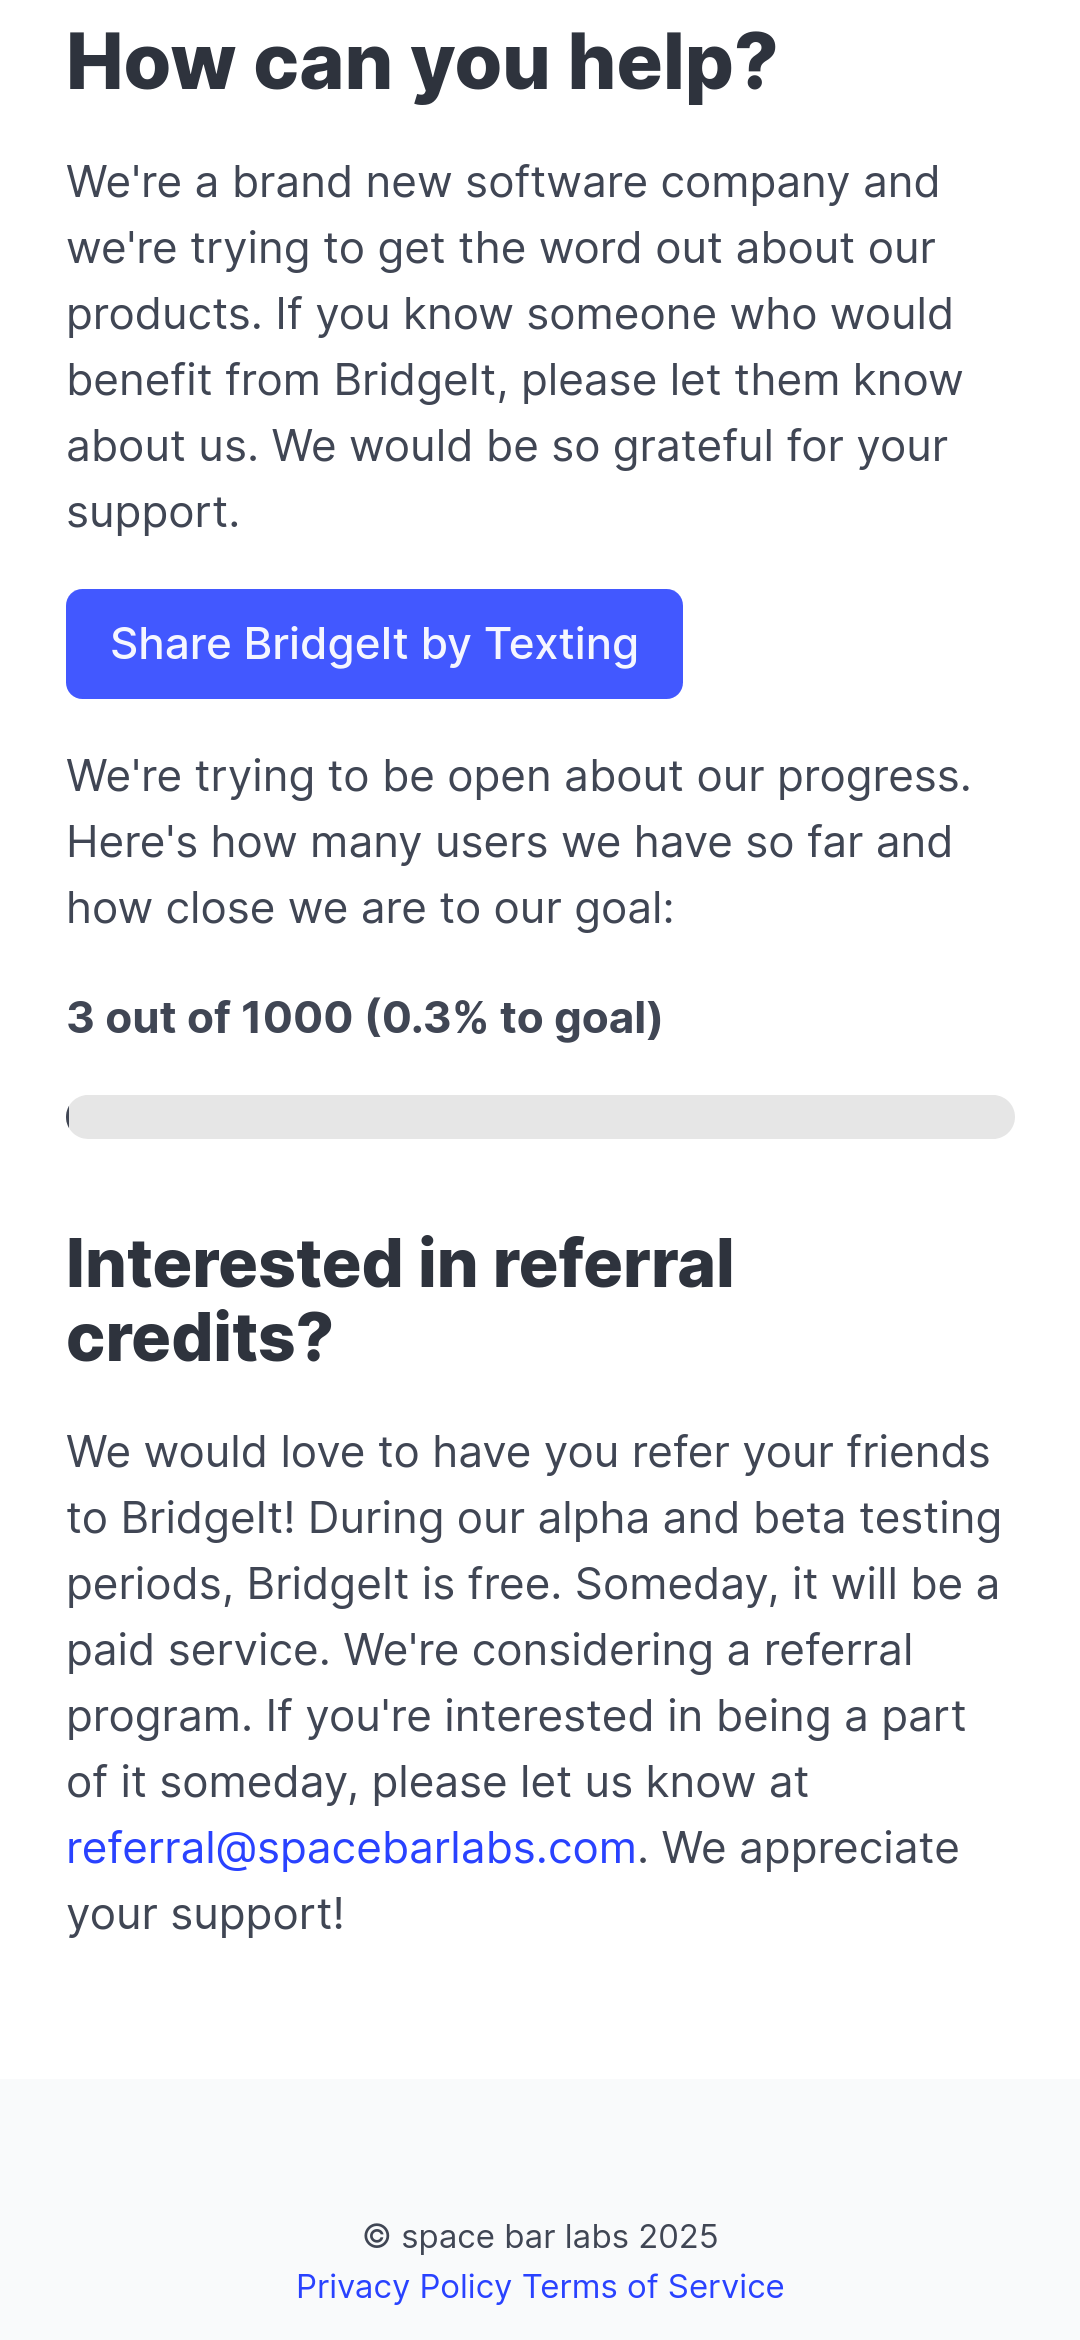 How can you help?
We're a brand new software company and
we're trying to get the word out about our
products. If you know someone who would
benefit from BridgeIt, please let them know
about us. We would be so grateful for your
support.
Share BridgeIt by Texting
We're trying to be open about our progress.
Here's how many users we have so far and
how close we are to our goal:
3 out of 1000 (0.3% to goal)
Interested in referral
credits?
We would love to have you refer your friends
to BridgeIt! During our alpha and beta testing
periods, BridgeIt is free. Someday, it will be a
paid service. We're considering a referral
program. If you're interested in being a part
of it someday, please let us know at
referral@spacebarlabs.com. We appreciate
your support!
© space bar labs 2025
Privacy Policy Terms of Service